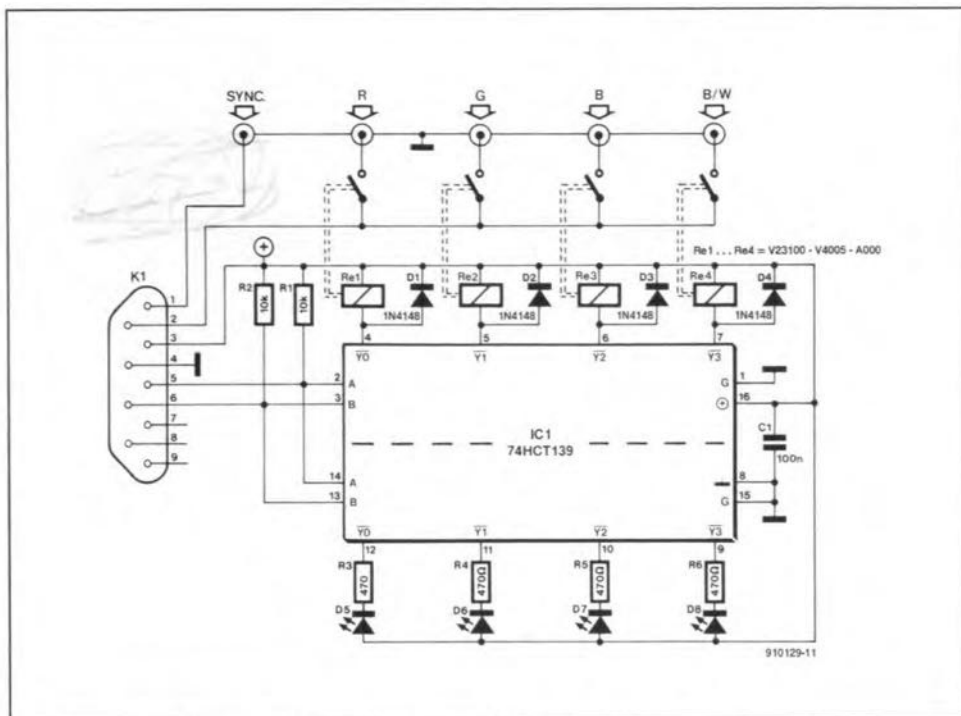 SYNC. R G B B/W
Re1 ... Re4 = V23100 - V4005 - A000
K1
1
2
3
4
5
6
7
8
9
+
R2 10k R1 10k
Re1 D1 Re2 D2 Re3 D3 Re4 D4
1N4148 1N4148 1N4148 1N4148
4 5 6 7
Y0 Y1 Y2 Y3
2 A G 1
3 B + 16
IC1
74HCT139
C1
100n
14 A 8
13 B G 15
Y0 Y1 Y2 Y3
12 11 10 9
R3 470 R4 470Ω R5 470Ω R6 470Ω
D5 D6 D7 D8
910129-11